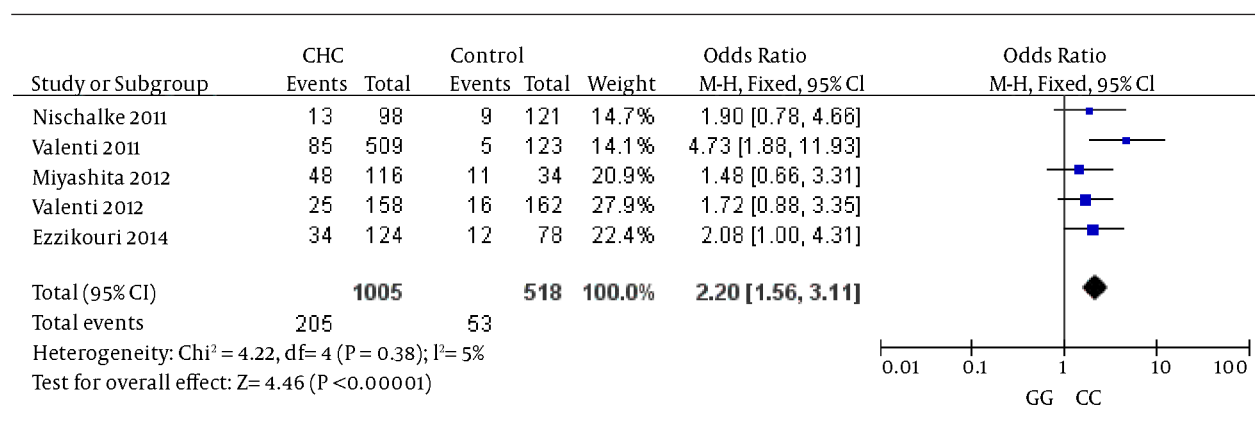 CHC Control Odds Ratio Odds Ratio
Study or Subgroup Events Total Events Total Weight M-H, Fixed, 95% Cl M-H, Fixed, 95% Cl
Nischalke 2011 13 98 9 121 14.7% 1.90 [0.78, 4.66]
Valenti 2011 85 509 5 123 14.1% 4.73 [1.88, 11.93]
Miyashita 2012 48 116 11 34 20.9% 1.48 [0.66, 3.31]
Valenti 2012 25 158 16 162 27.9% 1.72 [0.88, 3.35]
Ezzikouri 2014 34 124 12 78 22.4% 2.08 [1.00, 4.31]
Total (95% CI) 1005 518 100.0% 2.20 [1.56, 3.11]
Total events 205 53
Heterogeneity: Chi² = 4.22, df= 4 (P = 0.38); l²= 5%
Test for overall effect: Z= 4.46 (P <0.00001)
0.01 0.1 1 10 100
GG CC